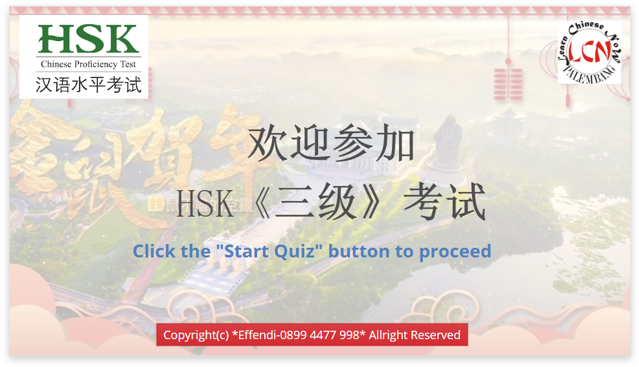 HSK
Chinese Proficiency Test
汉语水平考试
Learn Chinese Now
LCN
PALEMBANG
金鼠贺年
欢迎参加
HSK《三级》考试
Click the "Start Quiz" button to proceed
Copyright(c) *Effendi-0899 4477 998* Allright Reserved